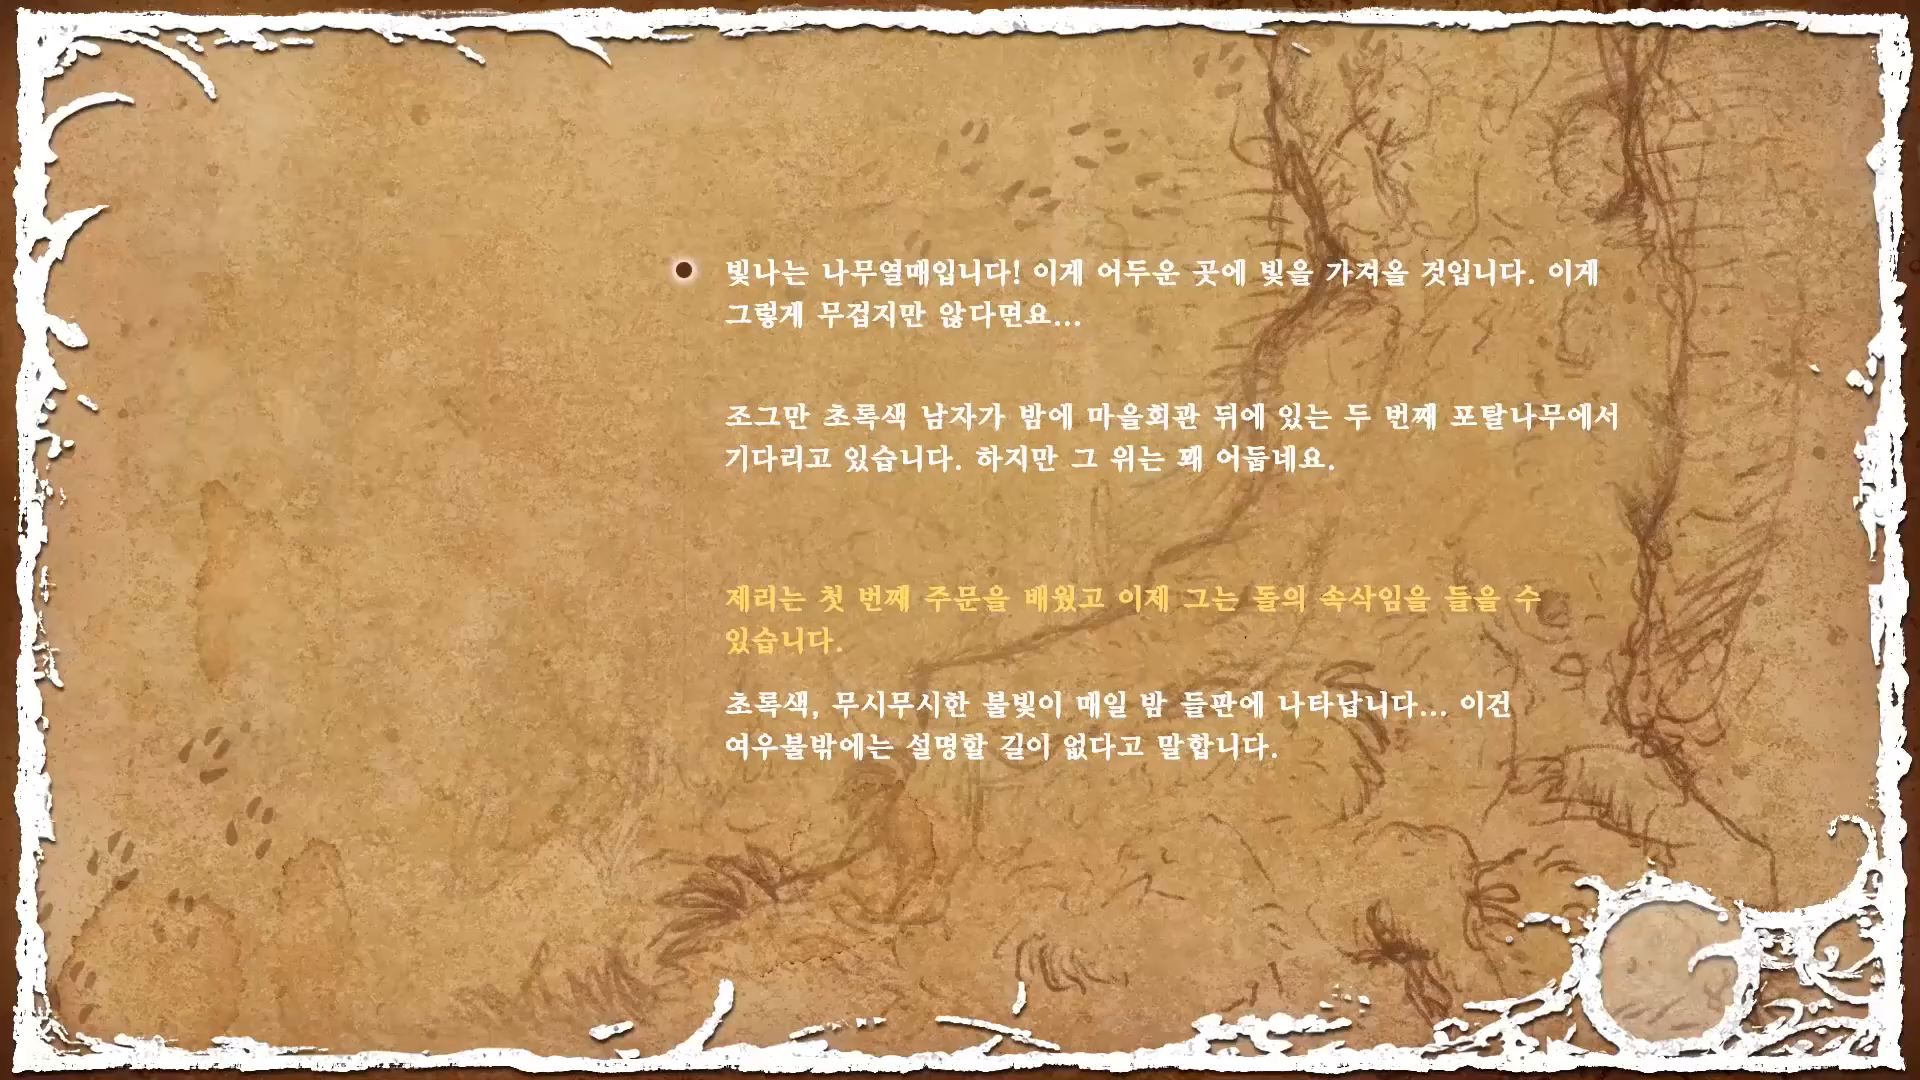 빛나는 나무열매입니다! 이게 어두운 곳에 빛을 가져올 것입니다. 이게
그렇게 무겁지만 않다면요...
조그만 초록색 남자가 밤에 마을회관 뒤에 있는 두 번째 포탈나무에서
기다리고 있습니다. 하지만 그 위는 꽤 어둡네요.
제리는 첫 번째 주문을 배웠고 이제 그는 돌의 속삭임을 들을 수
있습니다.
초록색, 무시무시한 불빛이 매일 밤 들판에 나타납니다... 이건
여우불밖에는 설명할 길이 없다고 말합니다.